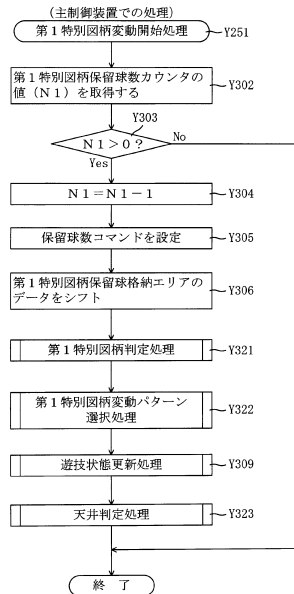 (主制御装置での処理)
第1特別図柄変動開始処理 Y251
第1特別図柄保留球数カウンタの
値(N1)を取得する Y302
Y303
N1>0? No
Yes
N1=N1-1 Y304
保留球数コマンドを設定 Y305
第1特別図柄保留球格納エリアの
データをシフト Y306
第1特別図柄判定処理 Y321
第1特別図柄変動パターン
選択処理 Y322
遊技状態更新処理 Y309
天井判定処理 Y323
終 了